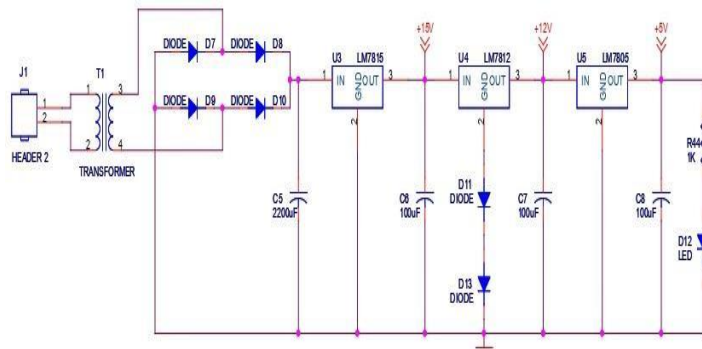 +15V
+12V
+5V
DIODE D7 DIODE D8
U3 LM7815
U4 LM7812
U5 LM7805
J1
T1
1 IN OUT 3
GND
2
1 IN OUT 3
GND
2
1 IN OUT 3
GND
2
1
2
1 3
2 4
DIODE D9 DIODE D10
HEADER 2
TRANSFORMER
R44
1K
C5
2200uF
C6
100uF
D11
DIODE
C7
100uF
C8
100uF
D12
LED
D13
DIODE